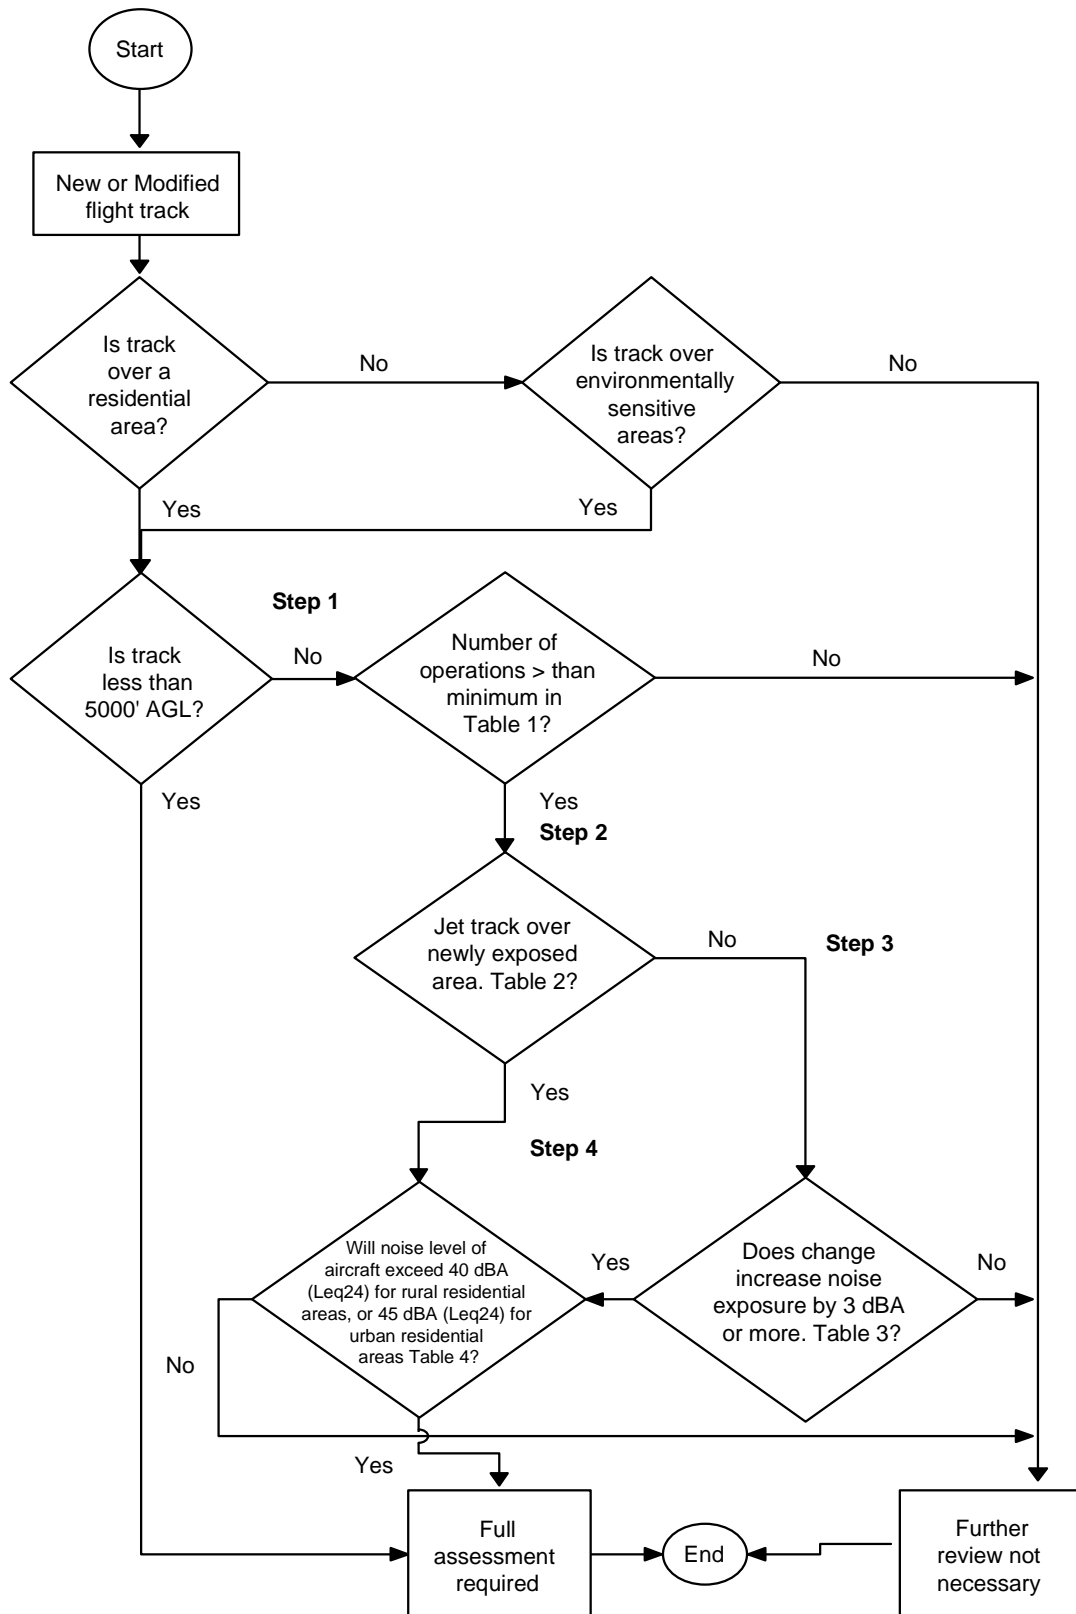 Start
New or Modified
flight track
Is track
over a
residential
area?
No
Is track over
environmentally
sensitive
areas?
No
Yes
Yes
Step 1
Is track
less than
5000' AGL?
No
Number of
operations > than
minimum in
Table 1?
No
Yes
Yes
Step 2
Jet track over
newly exposed
area. Table 2?
No
Step 3
Yes
Step 4
Will noise level of
aircraft exceed 40 dBA
(Leq24) for rural residential
areas, or 45 dBA (Leq24) for
urban residential
areas Table 4?
Yes
Does change
increase noise
exposure by 3 dBA
or more. Table 3?
No
No
Yes
Full
assessment
required
End
Further
review not
necessary